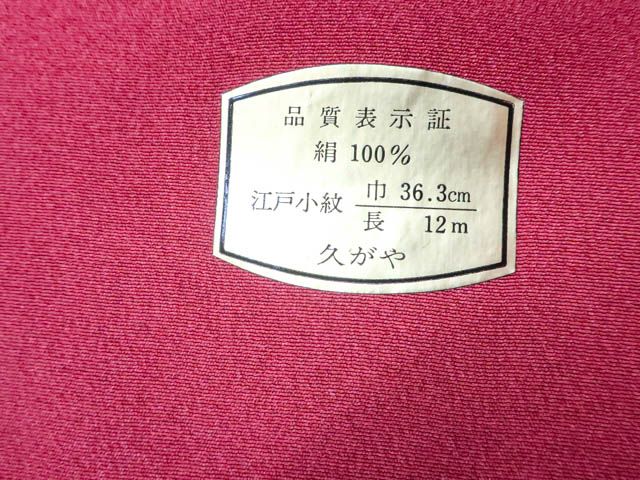 品質表示証
絹 100%
江戸小紋 巾 36.3cm
長 12m
久がや